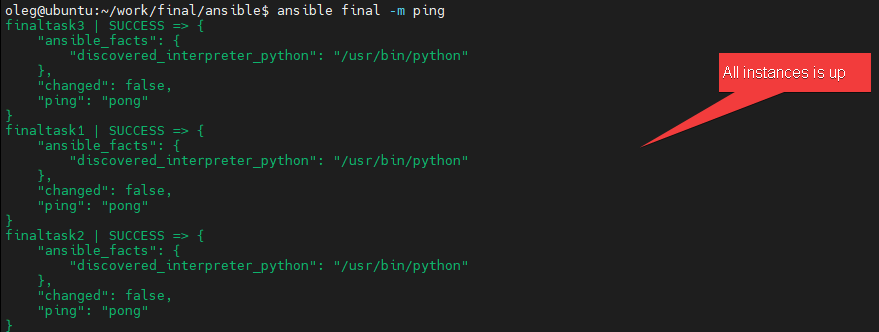 oleg@ubuntu:~/work/final/ansible$ ansible final -m ping
finaltask3 | SUCCESS => {
    "ansible_facts": {
        "discovered_interpreter_python": "/usr/bin/python"
    },
    "changed": false,
    "ping": "pong"
}
finaltask1 | SUCCESS => {
    "ansible_facts": {
        "discovered_interpreter_python": "/usr/bin/python"
    },
    "changed": false,
    "ping": "pong"
}
finaltask2 | SUCCESS => {
    "ansible_facts": {
        "discovered_interpreter_python": "/usr/bin/python"
    },
    "changed": false,
    "ping": "pong"
}
All instances is up